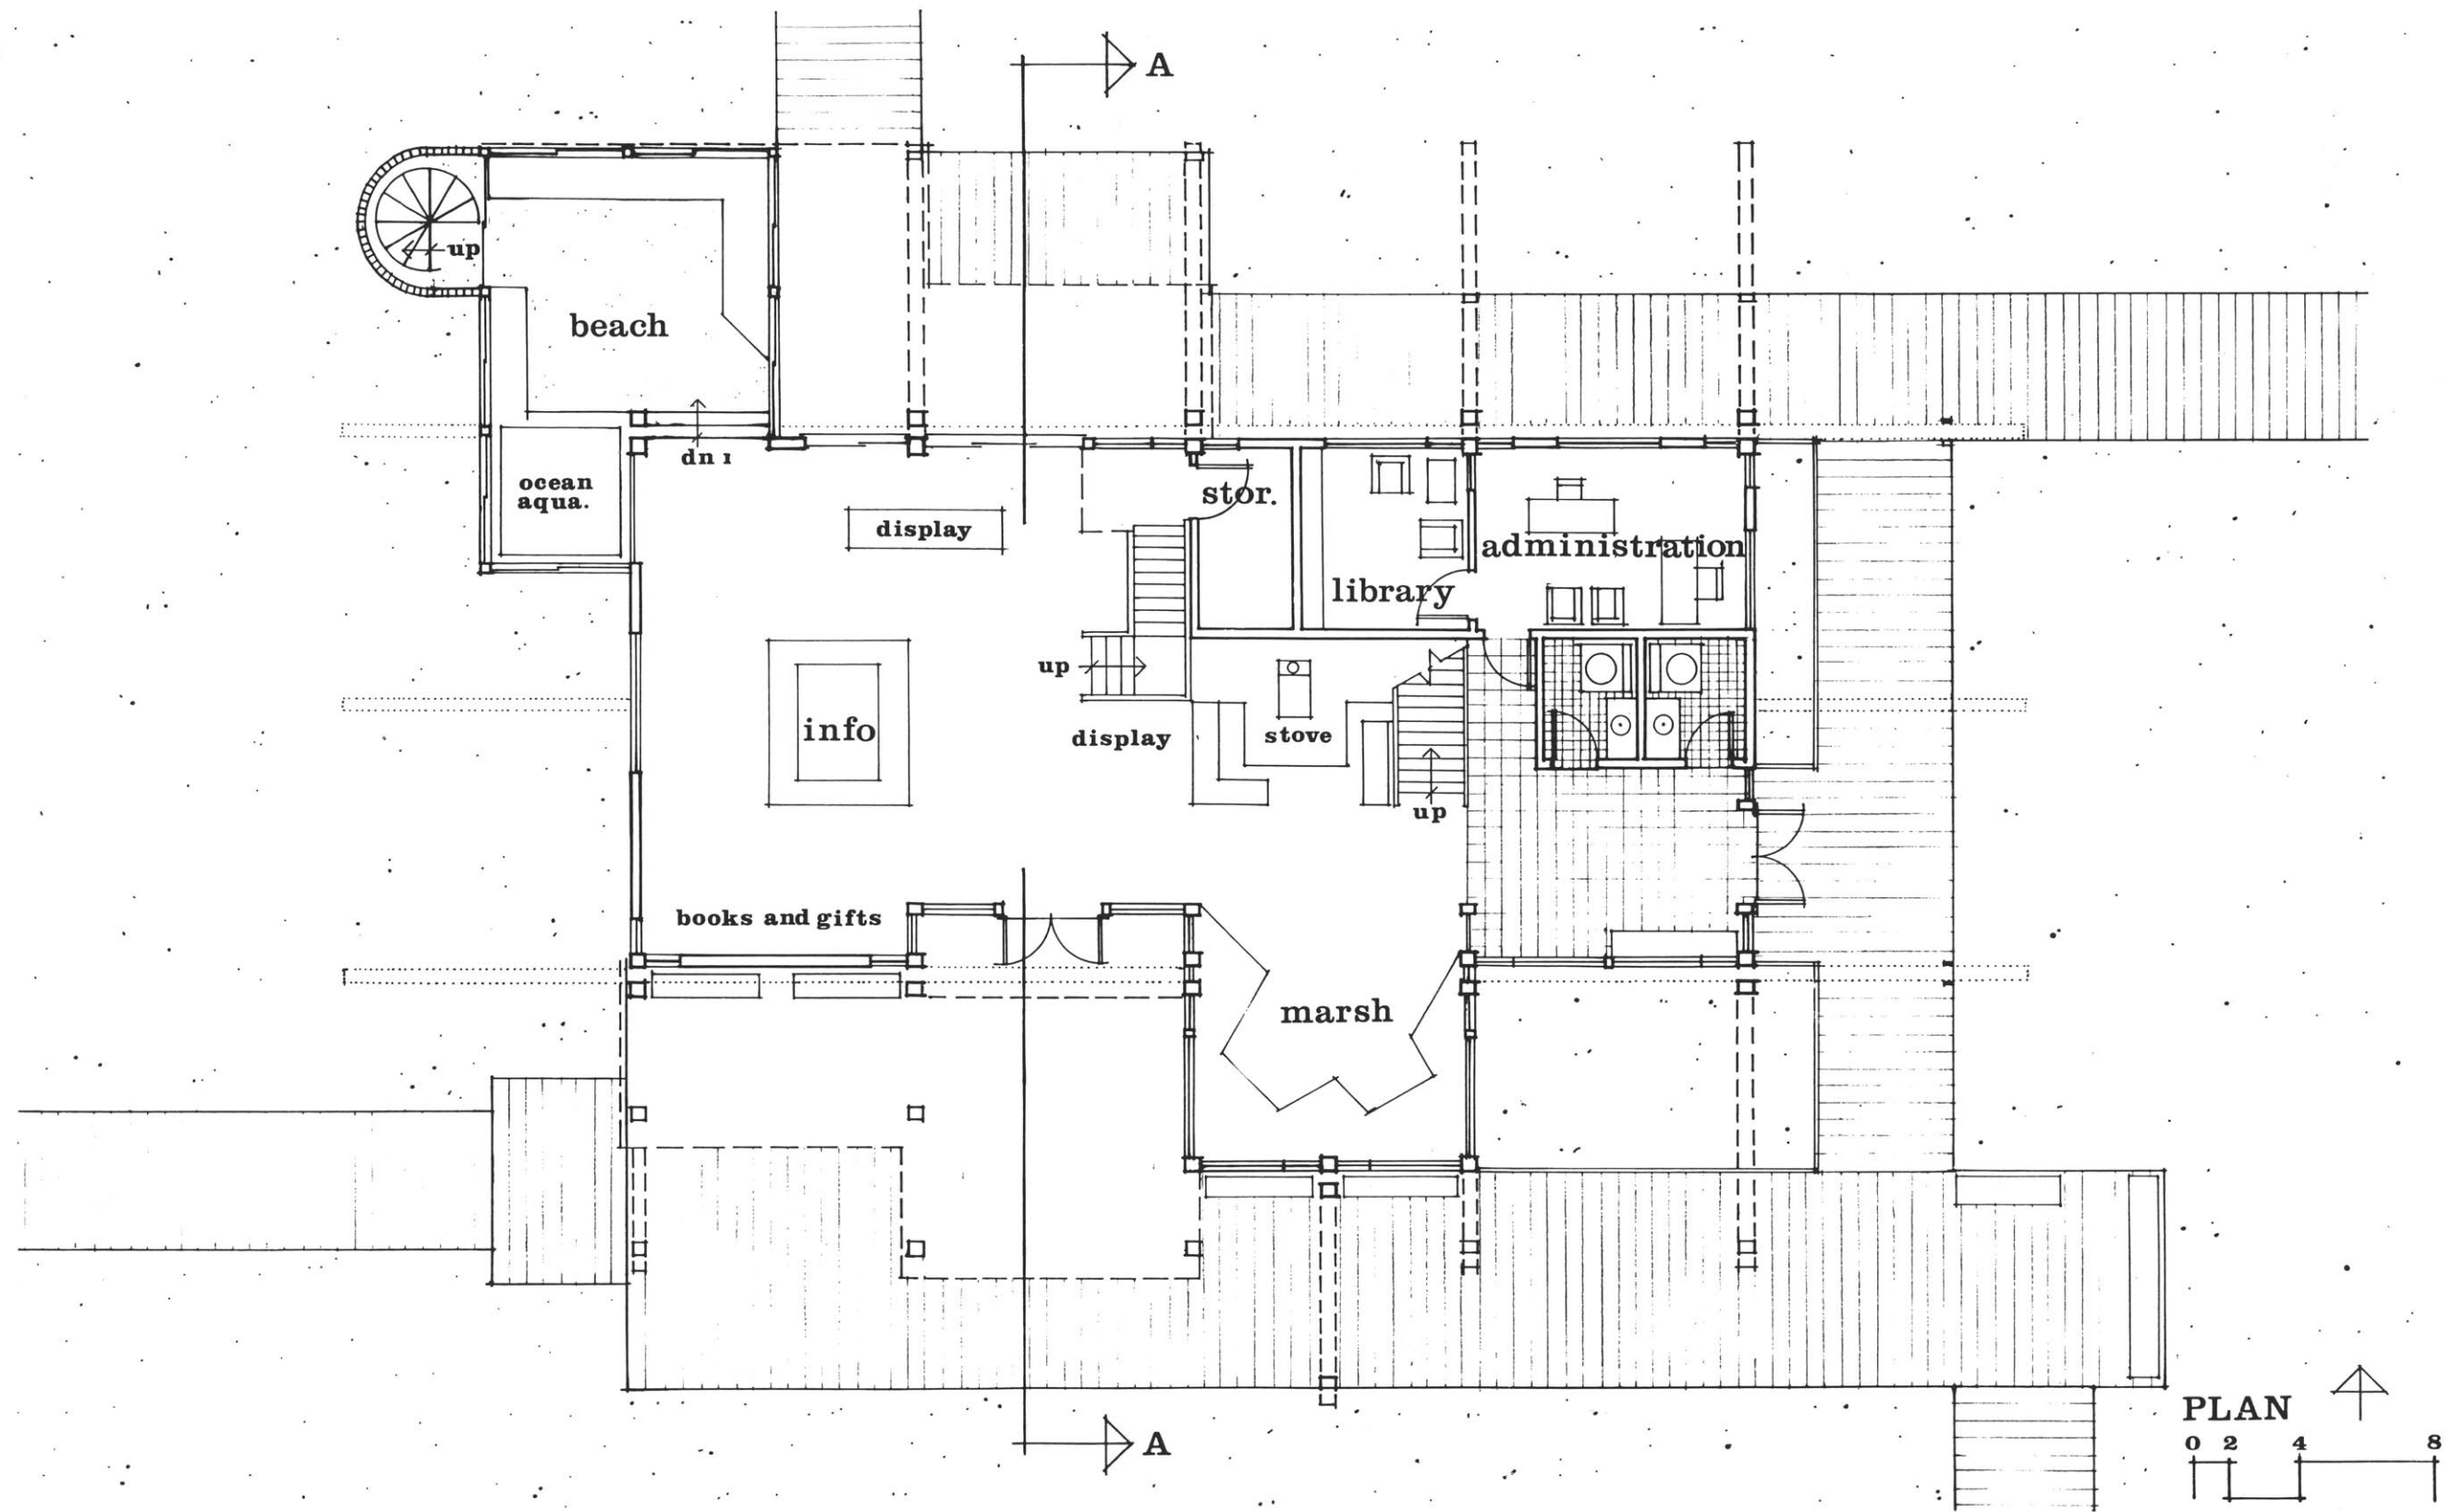 A
up
beach
dn 1
ocean
aqua.
stor.
display
administration
library
up
info
display
stove
up
books and gifts
marsh
PLAN
0 2 4 8
A